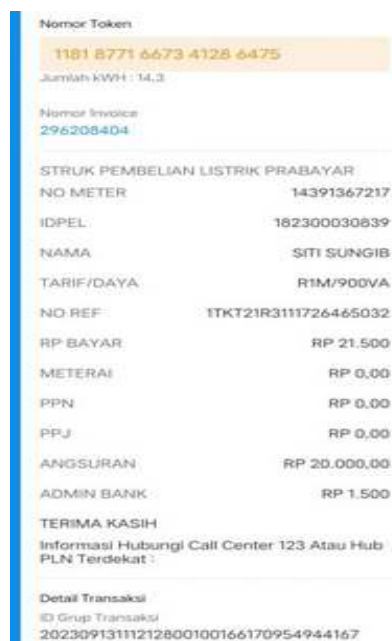 Nomor Token
1181 8771 6673 4128 6475
Jumlah kWH : 14,3
Nomor Invoice
296208404
STRUK PEMBELIAN LISTRIK PRABAYAR
NO METER 14391367217
IDPEL 182300030839
NAMA SITI SUNGIB
TARIF/DAYA R1M/900VA
NO REF 1TKT21R3111726465032
RP BAYAR RP 21.500
METERAI RP 0,00
PPN RP 0,00
PPJ RP 0,00
ANGSURAN RP 20.000,00
ADMIN BANK RP 1.500
TERIMA KASIH
Informasi Hubungi Call Center 123 Atau Hub
PLN Terdekat :
Detail Transaksi
ID Grup Transaksi
2023091311121280010016617095494​4167